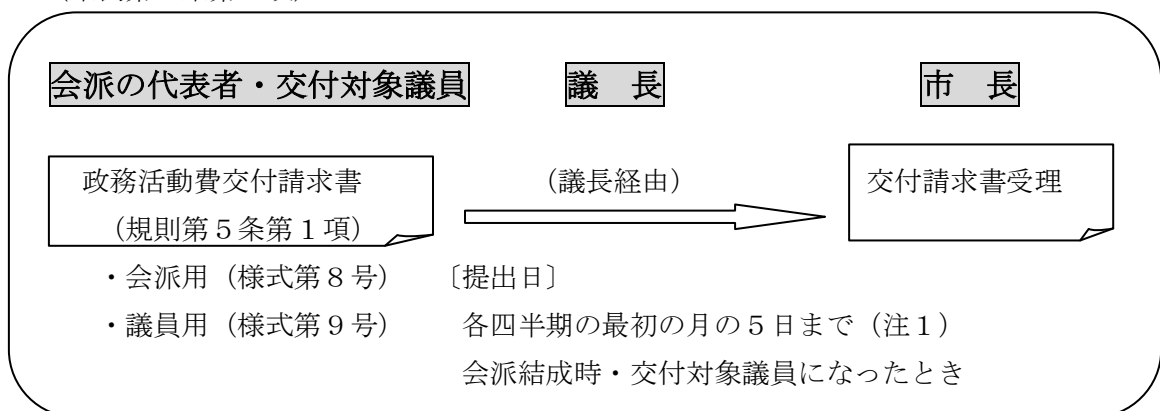 会派の代表者・交付対象議員　議　長　市　長
政務活動費交付請求書　（議長経由）　交付請求書受理
（規則第５条第１項）
・会派用（様式第８号）　〔提出日〕
・議員用（様式第９号）　各四半期の最初の月の５日まで（注１）
会派結成時・交付対象議員になったとき